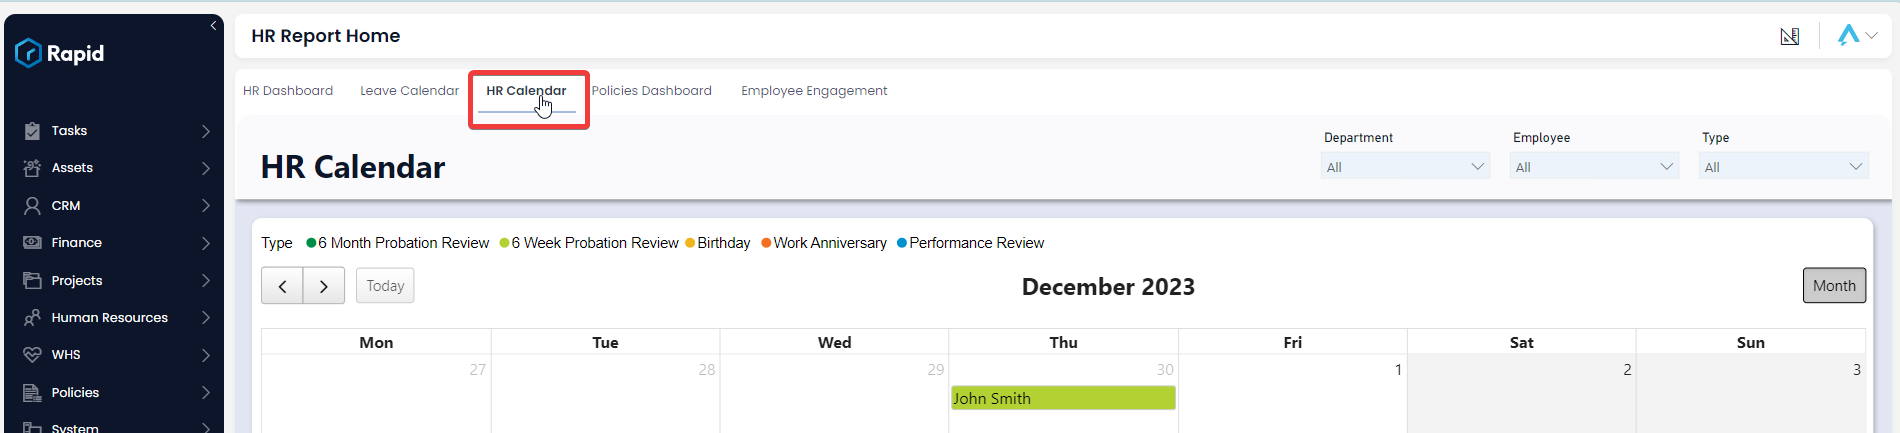 Rapid
Tasks
Assets
CRM
Finance
Projects
Human Resources
WHS
Policies
System
HR Report Home
HR Dashboard Leave Calendar HR Calendar Policies Dashboard Employee Engagement
HR Calendar
Department Employee Type
All All All
Type 6 Month Probation Review 6 Week Probation Review Birthday Work Anniversary Performance Review
Today December 2023 Month
Mon Tue Wed Thu Fri Sat Sun
27 28 29 30 1 2 3
John Smith